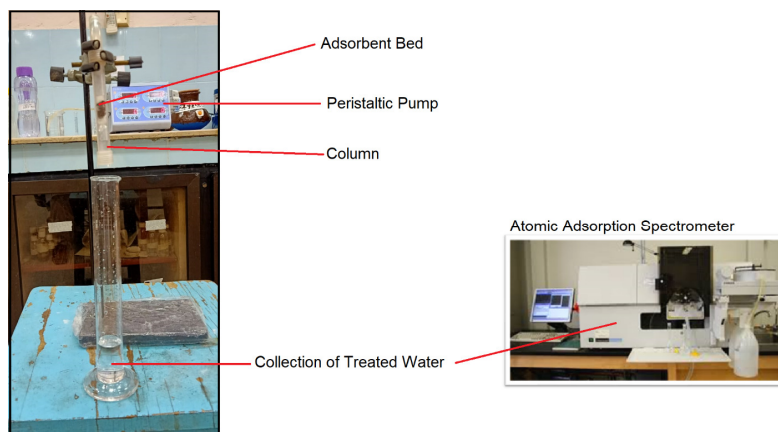 Adsorbent Bed
Peristaltic Pump
Column
Atomic Adsorption Spectrometer
Collection of Treated Water